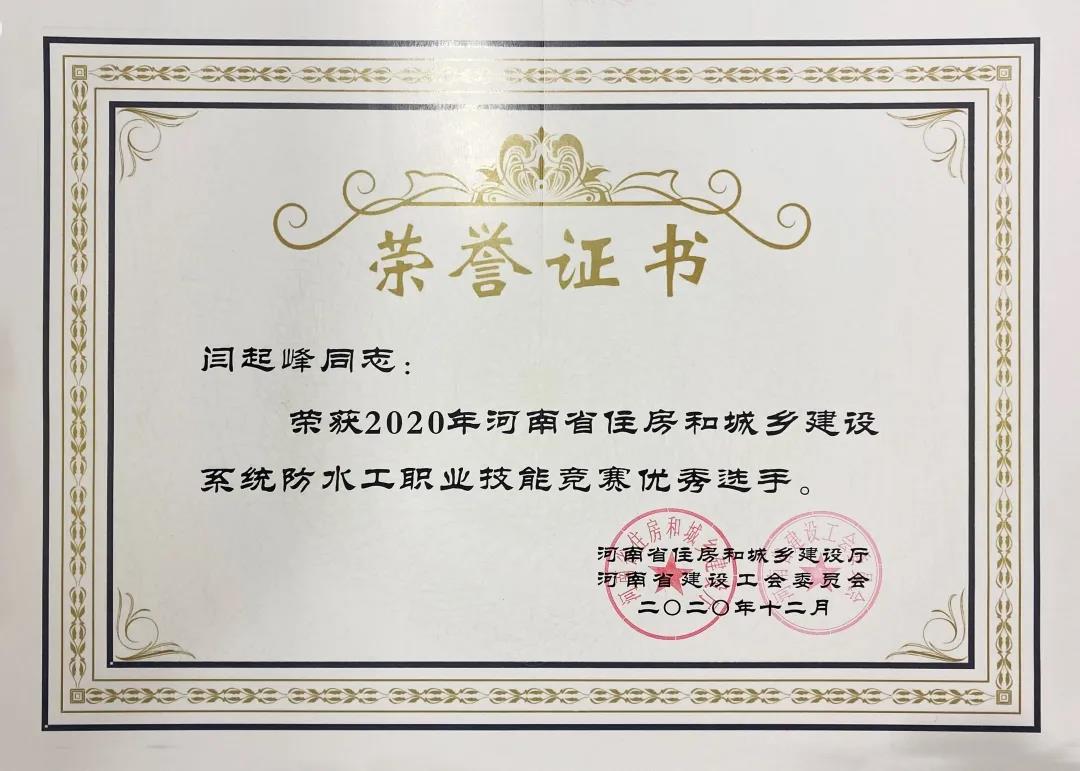 荣誉证书
闫起峰同志：
荣获2020年河南省住房和城乡建设
系统防水工职业技能竞赛优秀选手。
河南省住房和城乡建设厅
河南省建设工会委员会
二〇二〇年十二月